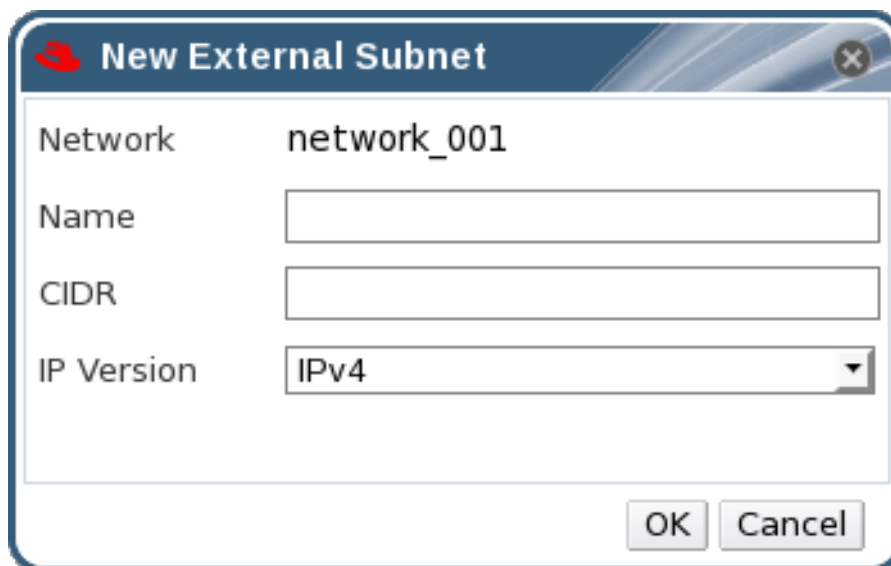 New External Subnet
Network network_001
Name
CIDR
IP Version IPv4
OK Cancel